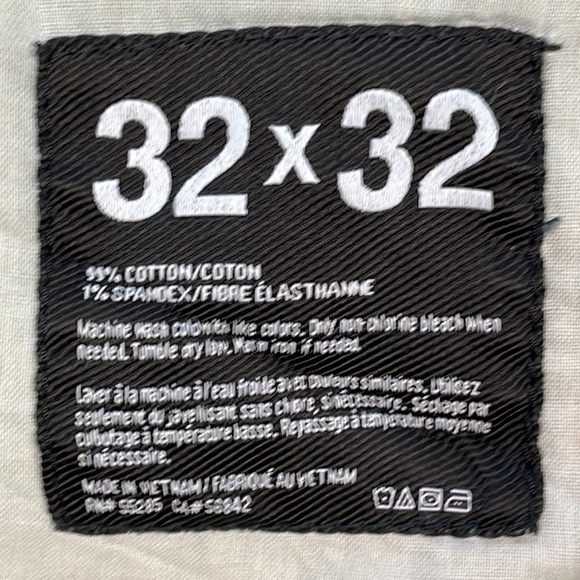 32 x 32
99% COTTON/COTON
1% SPANDEX/FIBRE ÉLASTHANNE
Machine wash cold with like colors. Only non-chlorine bleach when
needed. Tumble dry low. Warm iron if needed.
Laver à la machine à l'eau froide avec couleurs similaires. Utilisez
seulement du javellisant sans chlore, si nécessaire. Séchage par
culbutage à température basse. Repassage à température moyenne
si nécessaire.
MADE IN VIETNAM / FABRIQUÉ AU VIETNAM
RN# 55285 CA# 56842